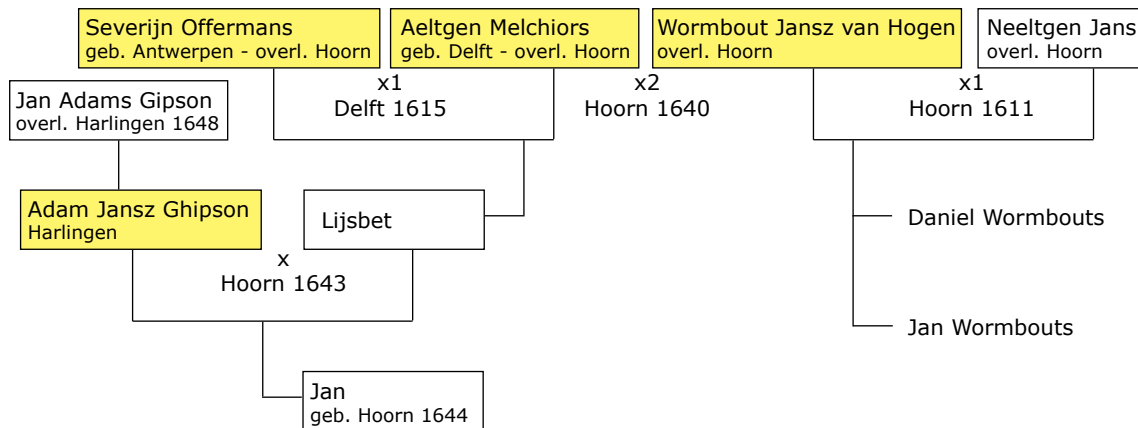 Severijn Offermans
geb. Antwerpen - overl. Hoorn
Aeltgen Melchiors
geb. Delft - overl. Hoorn
Wormbout Jansz van Hogen
overl. Hoorn
Neeltgen Jans
overl. Hoorn
x1
Delft 1615
x2
Hoorn 1640
x1
Hoorn 1611
Jan Adams Gipson
overl. Harlingen 1648
Adam Jansz Ghipson
Harlingen
Lijsbet
Daniel Wormbouts
x
Hoorn 1643
Jan Wormbouts
Jan
geb. Hoorn 1644